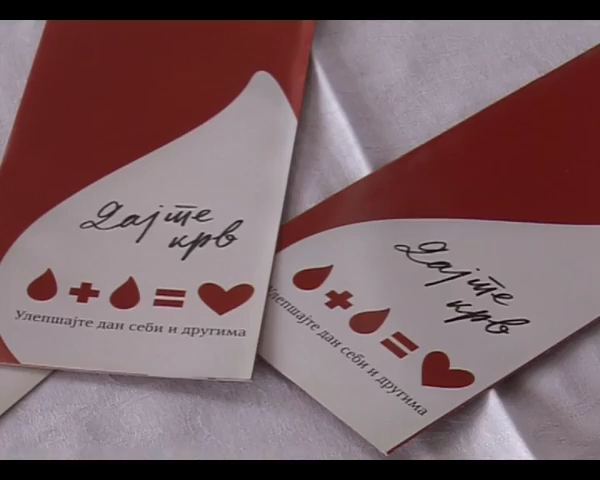 Дајте
крв
Улепшајте дан себи и другима
Дајте
крв
Улепшајте дан себи и другима